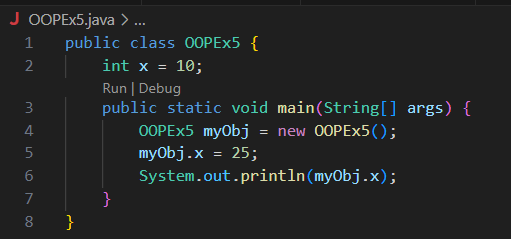 J OOPEx5.java > ...
1 public class OOPEx5 {
2     int x = 10;
Run | Debug
3     public static void main(String[] args) {
4         OOPEx5 myObj = new OOPEx5();
5         myObj.x = 25;
6         System.out.println(myObj.x);
7     }
8 }